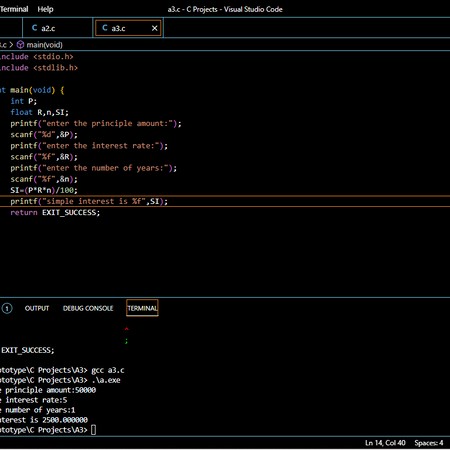 Terminal Help a3.c - C Projects - Visual Studio Code
C a2.c C a3.c ×
3.c > main(void)
include <stdio.h>
include <stdlib.h>
nt main(void) {
int P;
float R,n,SI;
printf("enter the principle amount:");
scanf("%d",&P);
printf("enter the interest rate:");
scanf("%f",&R);
printf("enter the number of years:");
scanf("%f",&n);
SI=(P*R*n)/100;
printf("simple interest is %f",SI);
return EXIT_SUCCESS;
1 OUTPUT DEBUG CONSOLE TERMINAL
^
;
EXIT_SUCCESS;
ototype\C Projects\A3> gcc a3.c
ototype\C Projects\A3> .\a.exe
e principle amount:50000
e interest rate:5
e number of years:1
nterest is 2500.000000
ototype\C Projects\A3>
Ln 14, Col 40 Spaces: 4